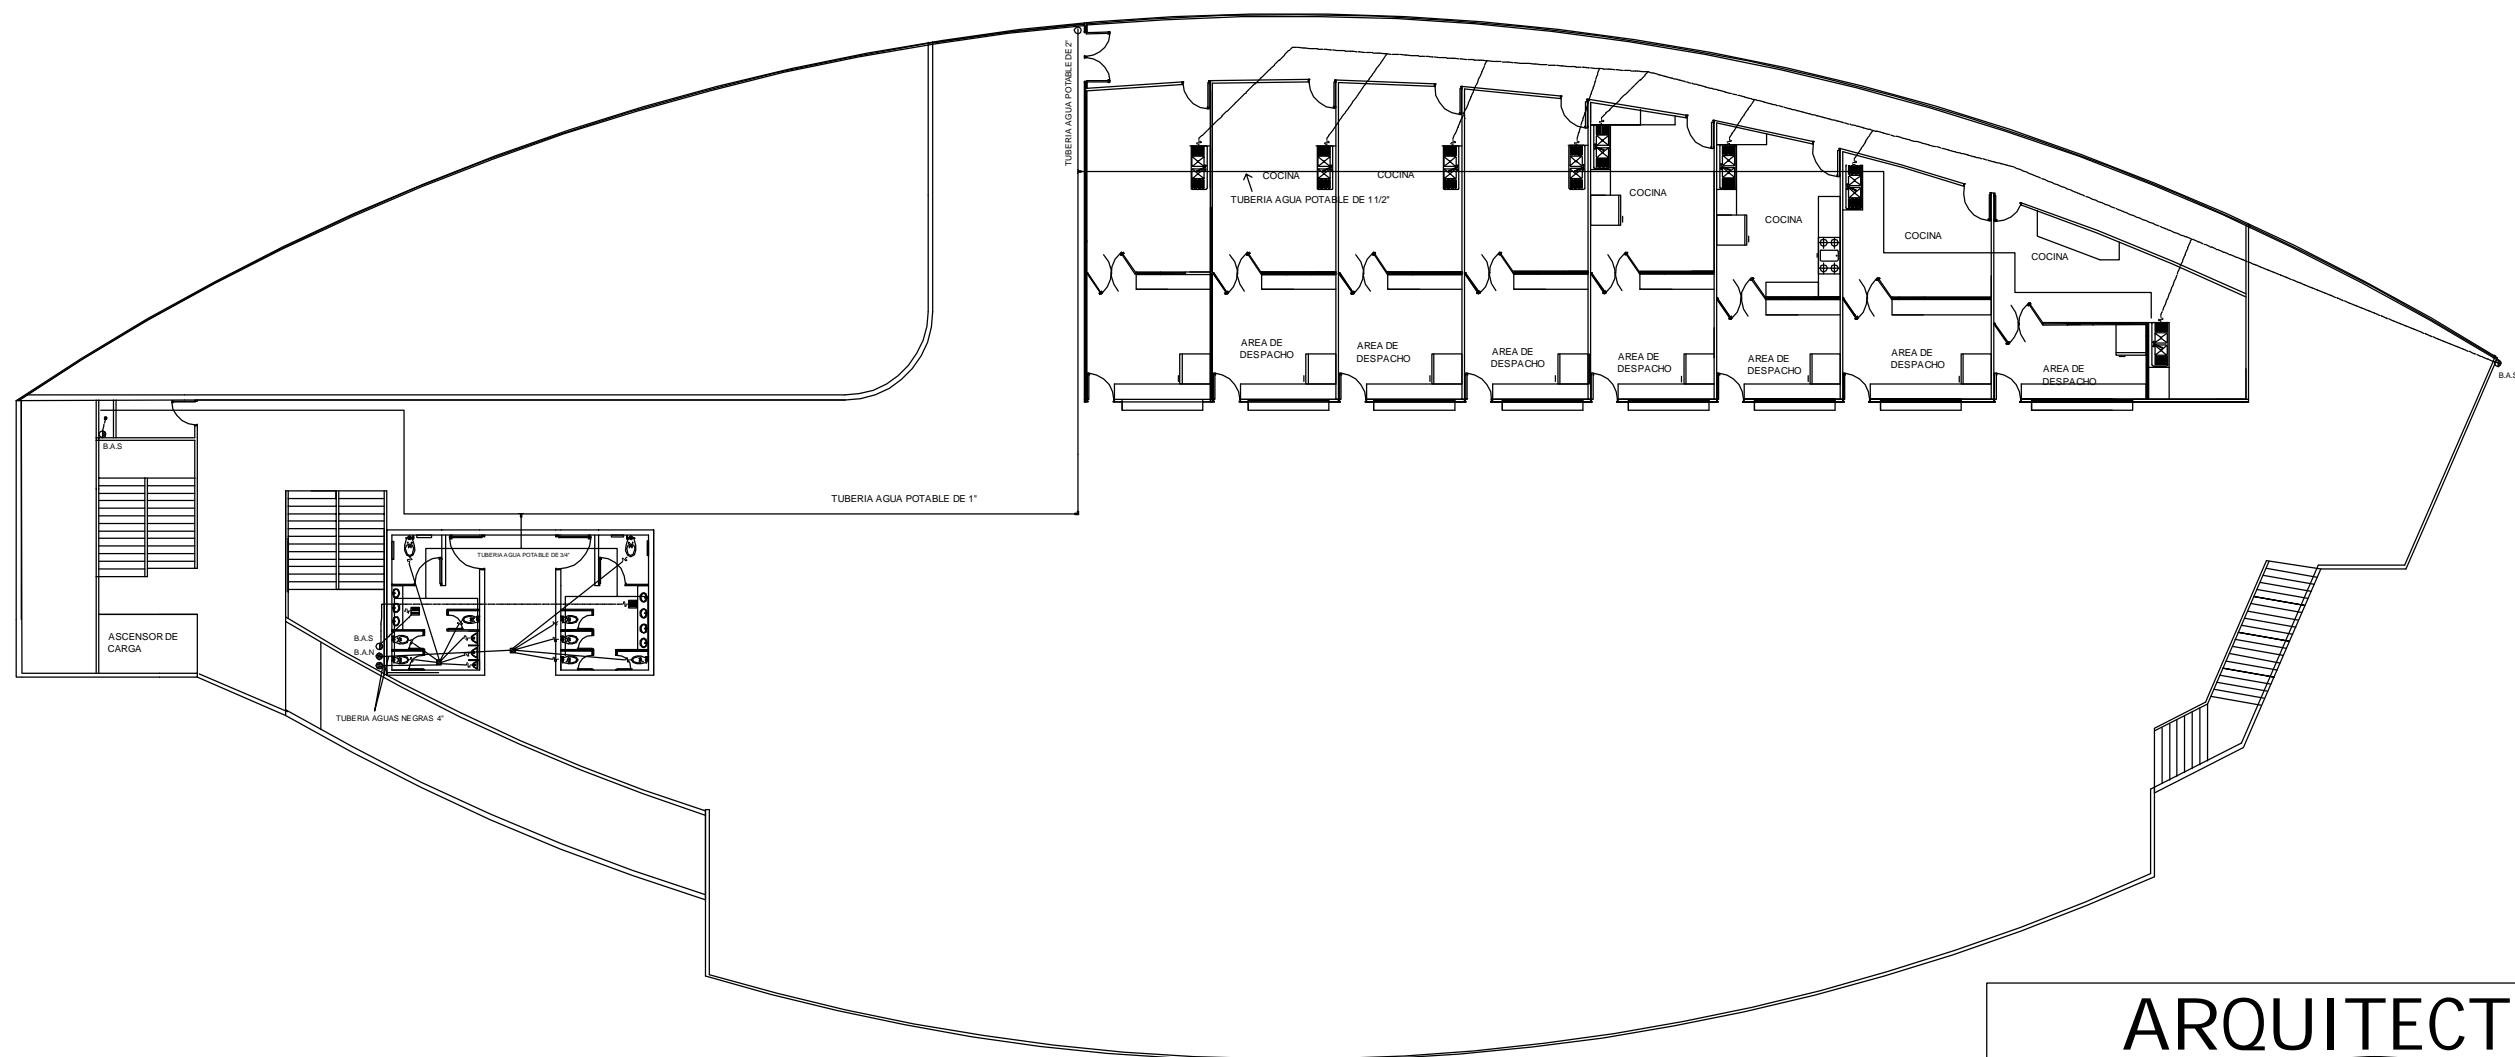 TUBERIA AGUA POTABLE DE 2"
COCINA
COCINA
TUBERIA AGUA POTABLE DE 1 1/2"
COCINA
COCINA
COCINA
COCINA
AREA DE
DESPACHO
AREA DE
DESPACHO
AREA DE
DESPACHO
AREA DE
DESPACHO
AREA DE
DESPACHO
AREA DE
DESPACHO
AREA DE
DESPACHO
B.A.S
B.A.S
TUBERIA AGUA POTABLE DE 1"
TUBERIA AGUA POTABLE DE 3/4"
ASCENSOR DE
CARGA
B.A.S
B.A.N
TUBERIA AGUAS NEGRAS 4"
ARQUITECT